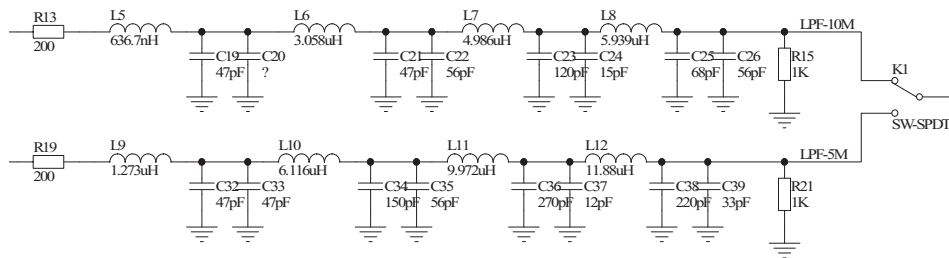 R13
200
L5
636.7nH
L6
3.058uH
L7
4.986uH
L8
5.939uH
LPF-10M
C19
47pF
C20
?
C21
47pF
C22
56pF
C23
120pF
C24
15pF
C25
68pF
C26
56pF
R15
1K
K1
SW-SPDT
R19
200
L9
1.273uH
L10
6.116uH
L11
9.972uH
L12
11.88uH
LPF-5M
C32
47pF
C33
47pF
C34
150pF
C35
56pF
C36
270pF
C37
12pF
C38
220pF
C39
33pF
R21
1K